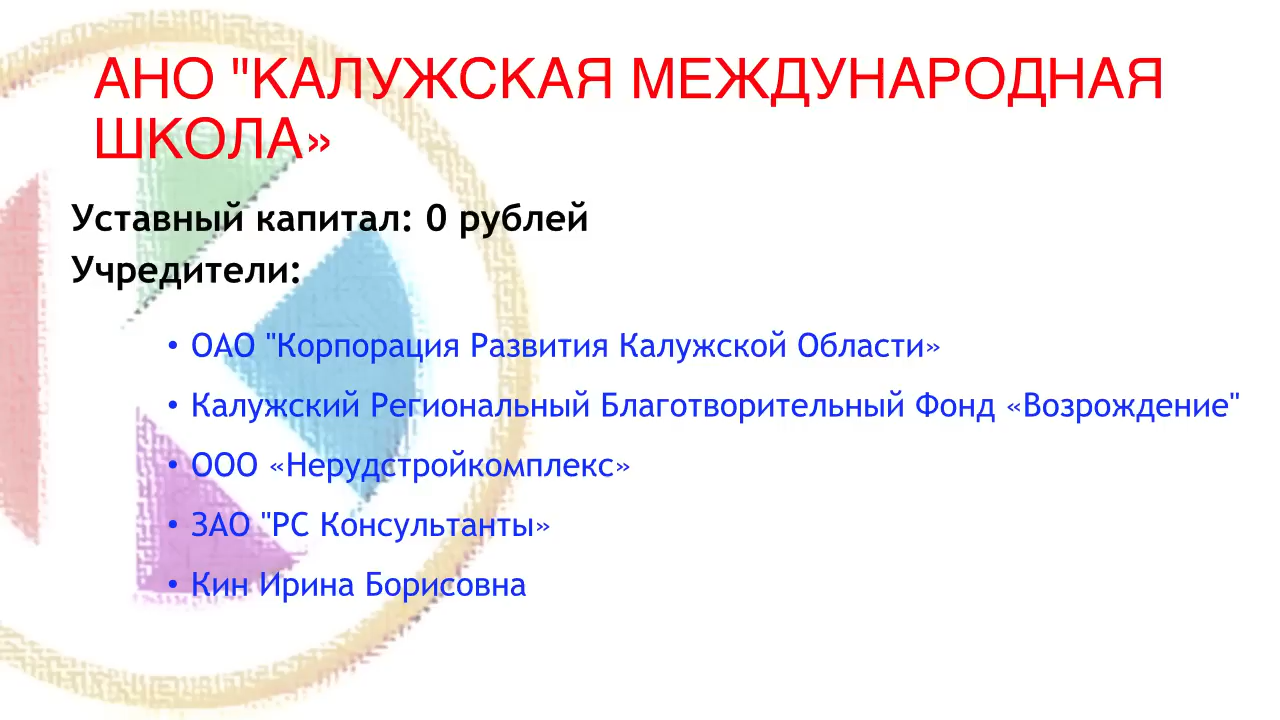 АНО "КАЛУЖСКАЯ МЕЖДУНАРОДНАЯ
ШКОЛА»
Уставный капитал: 0 рублей
Учредители:
• ОАО "Корпорация Развития Калужской Области»
• Калужский Региональный Благотворительный Фонд «Возрождение"
• ООО «Нерудстройкомплекс»
• ЗАО "РС Консультанты»
• Кин Ирина Борисовна